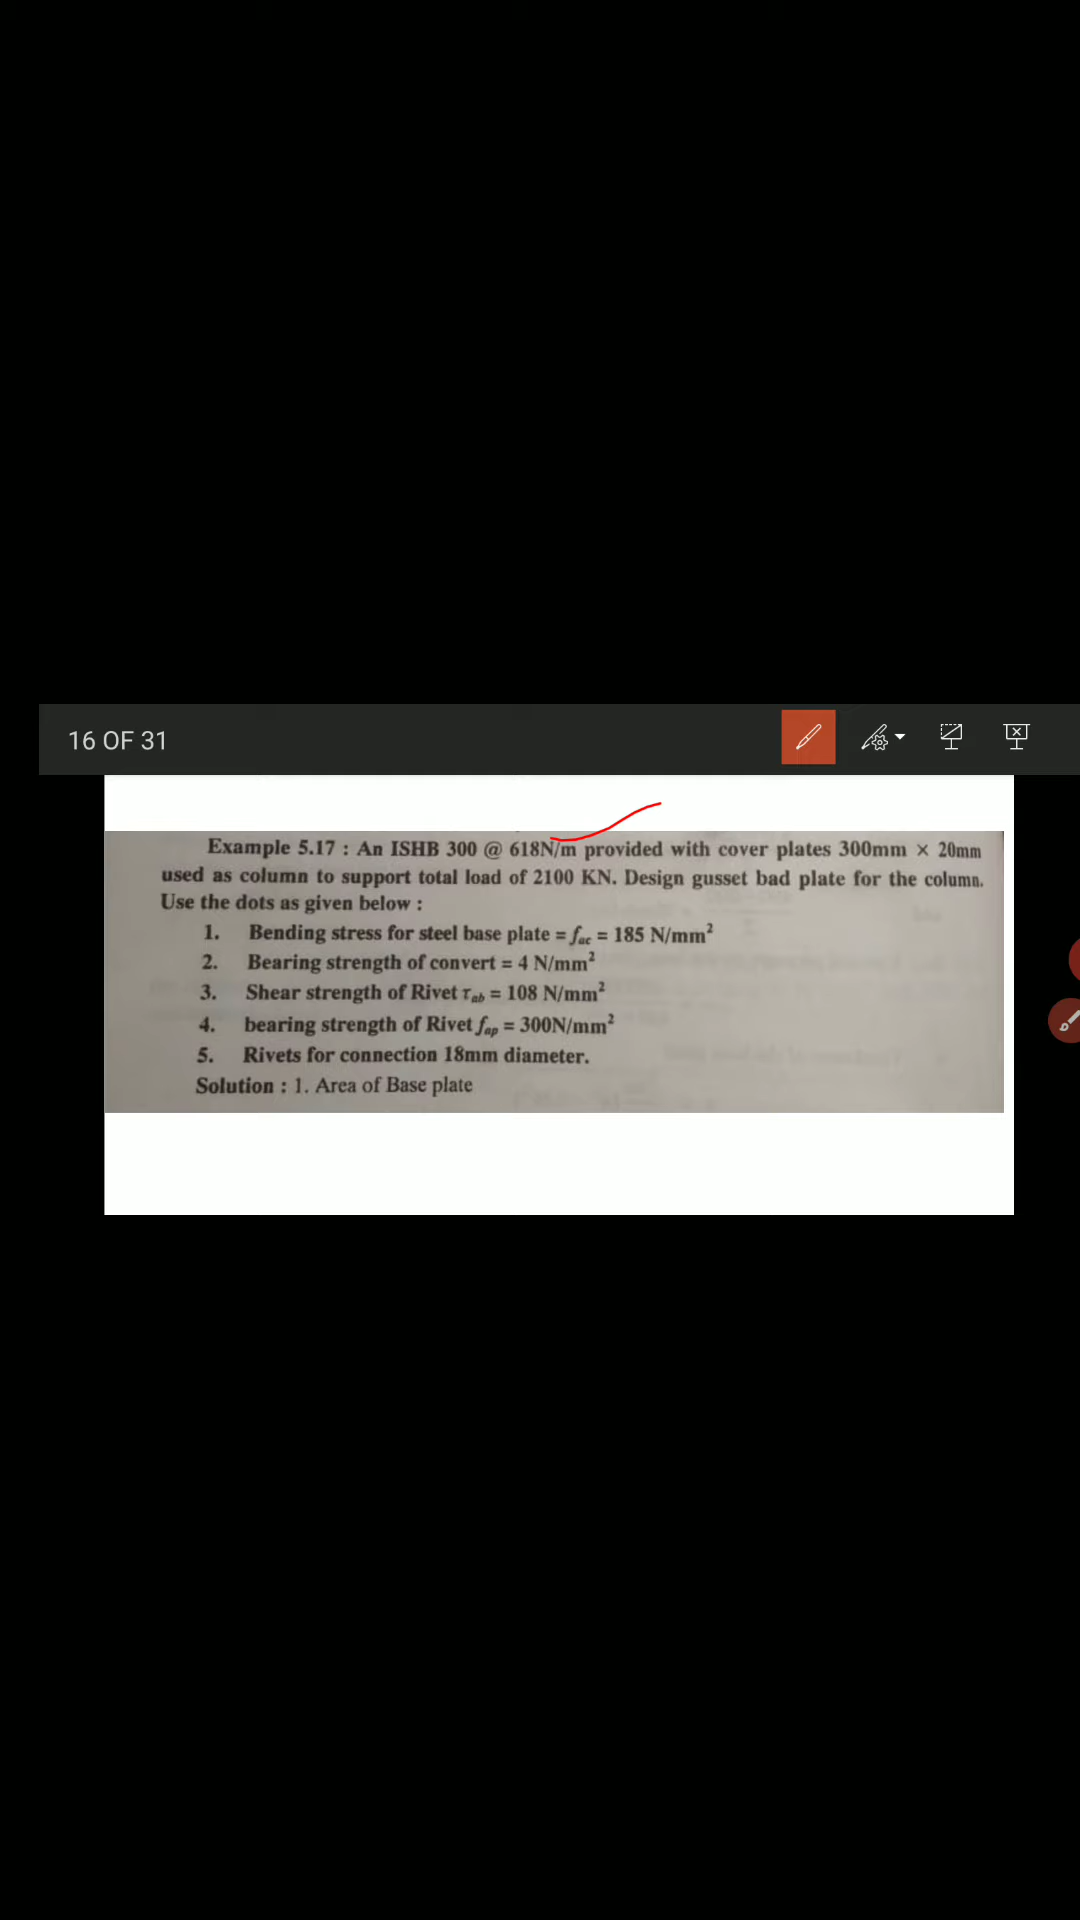 16 OF 31
Example 5.17 : An ISHB 300 @ 618N/m provided with cover plates 300mm × 20mm
used as column to support total load of 2100 KN. Design gusset bad plate for the column.
Use the dots as given below :
1. Bending stress for steel base plate = fac = 185 N/mm²
2. Bearing strength of convert = 4 N/mm²
3. Shear strength of Rivet τab = 108 N/mm²
4. bearing strength of Rivet fap = 300N/mm²
5. Rivets for connection 18mm diameter.
Solution : 1. Area of Base plate